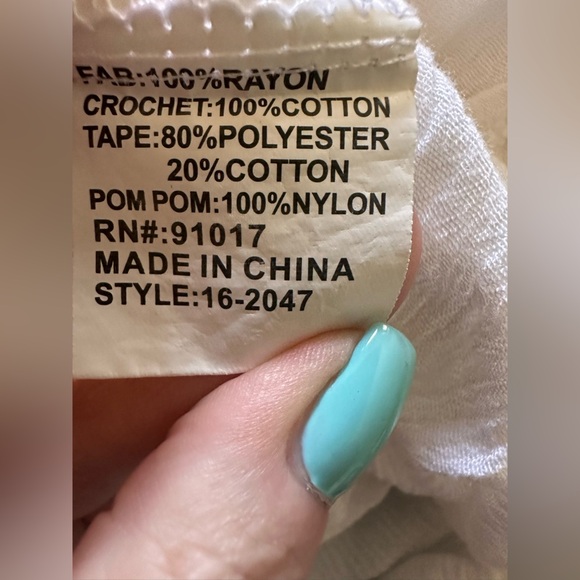 FAB:100%RAYON
CROCHET:100%COTTON
TAPE:80%POLYESTER
20%COTTON
POM POM:100%NYLON
RN#:91017
MADE IN CHINA
STYLE:16-2047